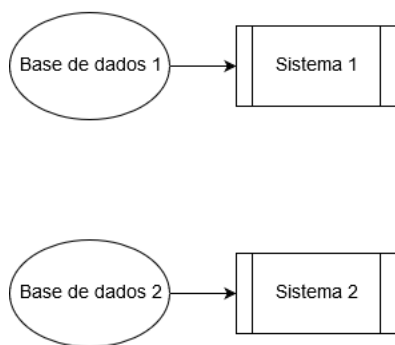 Base de dados 1
Sistema 1
Base de dados 2
Sistema 2